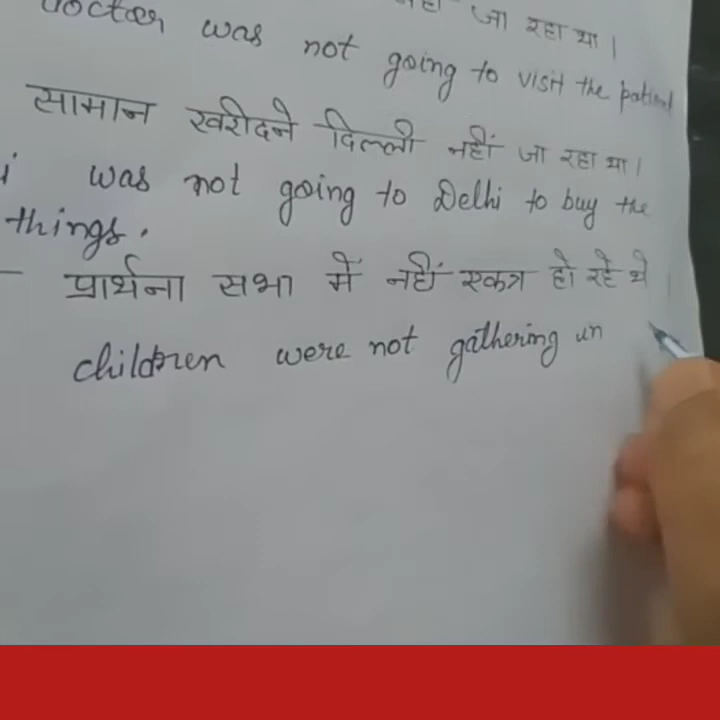 जा रहा था।
doctor was not going to visit the patient
सामान खरीदने दिल्ली नहीं जा रहा था।
was not going to Delhi to buy the
things.
प्रार्थना सभा में नहीं एकत्र हो रहे थे।
children were not gathering in